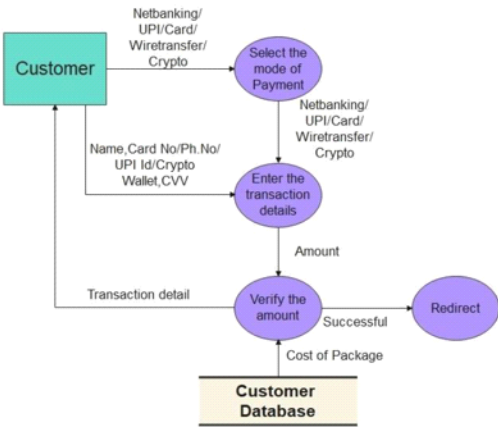 Netbanking/
UPI/Card/
Wiretransfer/
Crypto
Customer
Select the
mode of
Payment
Netbanking/
UPI/Card/
Wiretransfer/
Crypto
Name,Card No/Ph.No/
UPI Id/Crypto
Wallet,CVV
Enter the
transaction
details
Amount
Transaction detail
Verify the
amount
Successful
Redirect
Cost of Package
Customer
Database